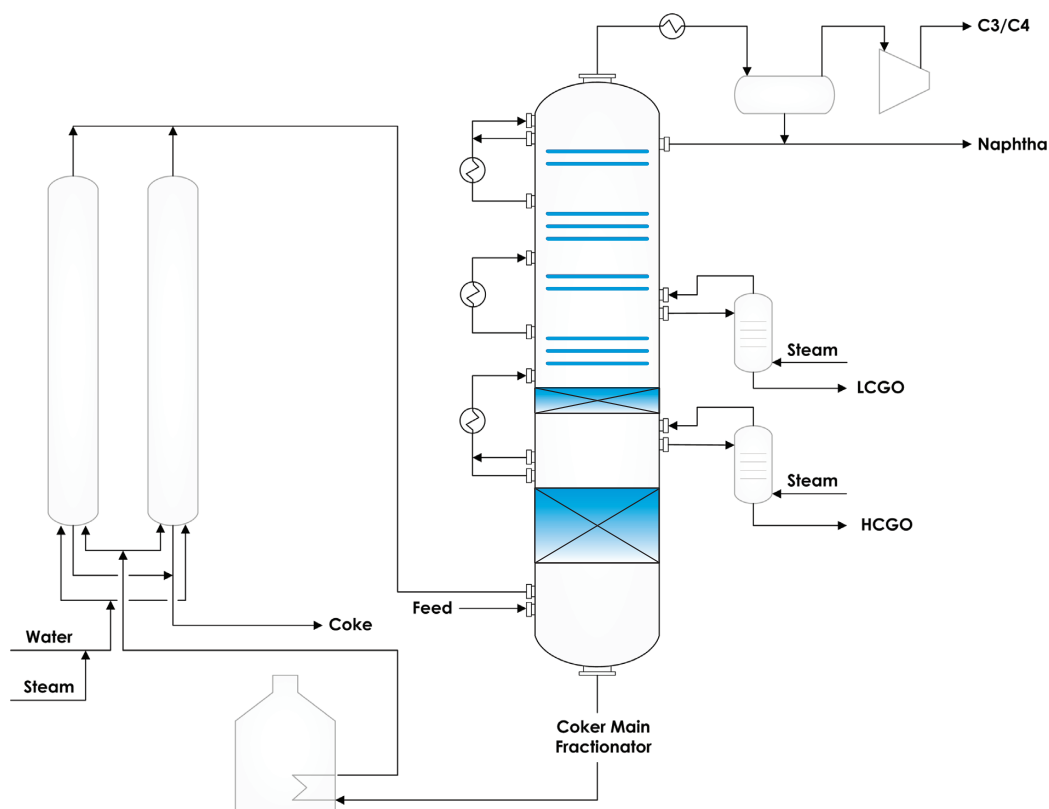 C3/C4
Naphtha
Steam
LCGO
Steam
HCGO
Feed
Coke
Water
Steam
Coker Main
Fractionator